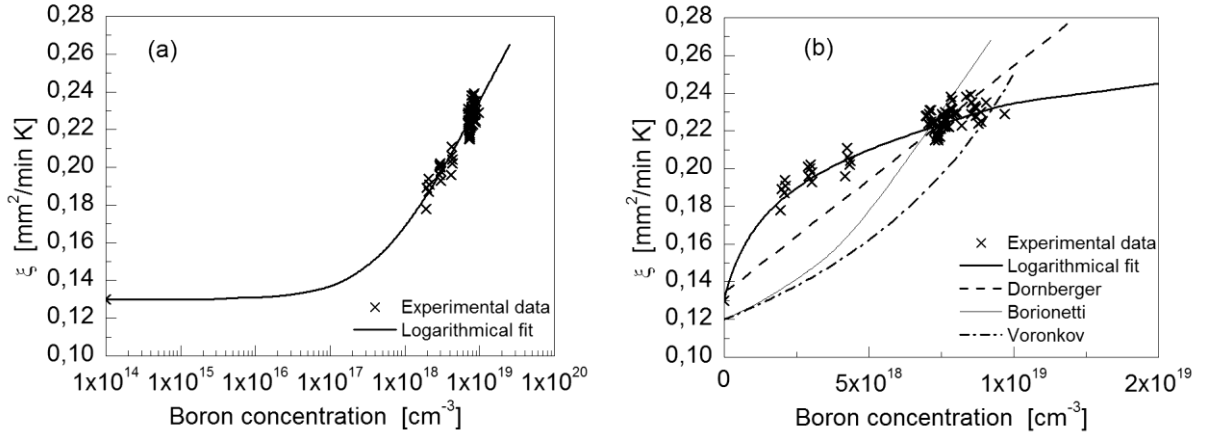 (a)
0,28
0,26
0,24
0,22
0,20
0,18
0,16
0,14
0,12
0,10
ξ [mm²/min K]
× Experimental data
Logarithmical fit
1x10¹⁴ 1x10¹⁵ 1x10¹⁶ 1x10¹⁷ 1x10¹⁸ 1x10¹⁹ 1x10²⁰
Boron concentration [cm⁻³]
(b)
0,28
0,26
0,24
0,22
0,20
0,18
0,16
0,14
0,12
0,10
ξ [mm²/min K]
× Experimental data
Logarithmical fit
Dornberger
Borionetti
Voronkov
0 5x10¹⁸ 1x10¹⁹ 2x10¹⁹
Boron concentration [cm⁻³]